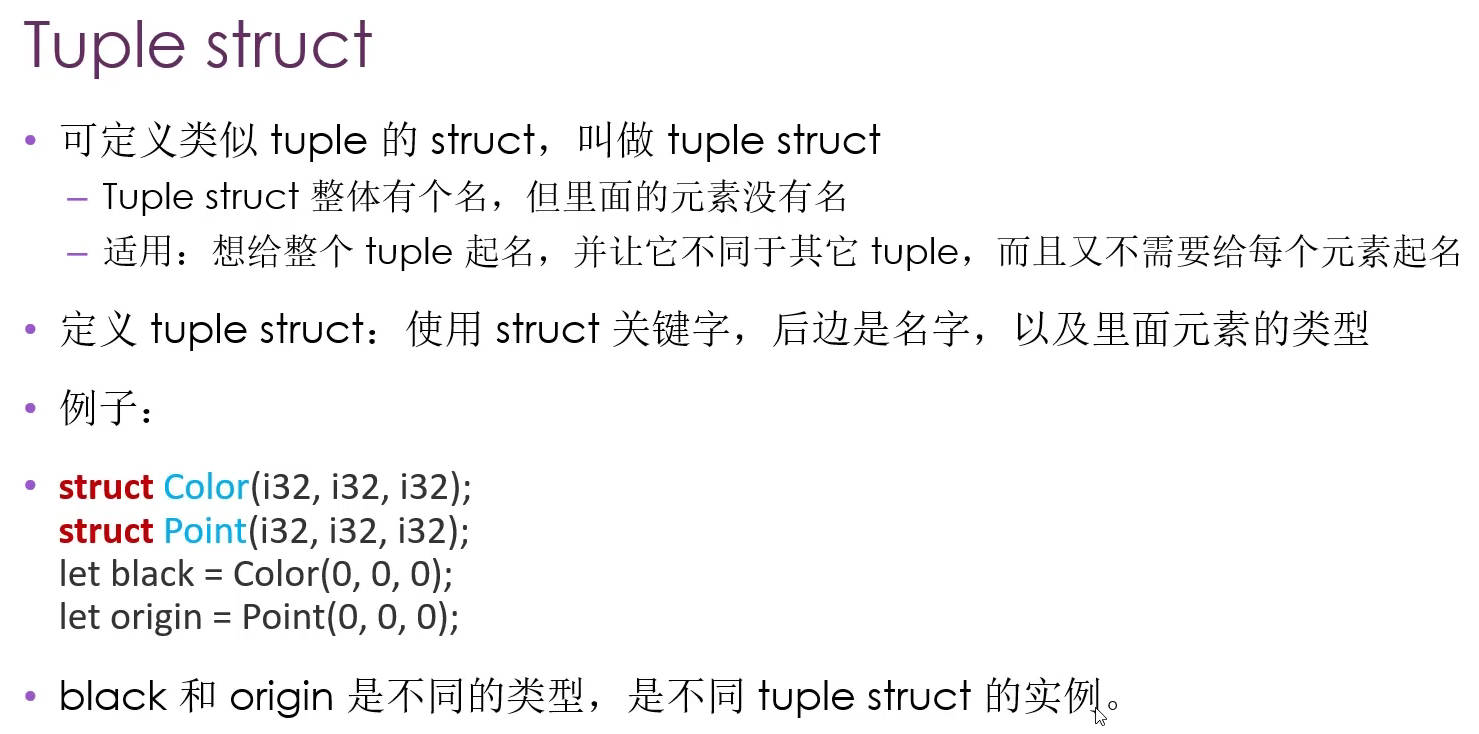 Tuple struct
• 可定义类似 tuple 的 struct，叫做 tuple struct
– Tuple struct 整体有个名，但里面的元素没有名
– 适用：想给整个 tuple 起名，并让它不同于其它 tuple，而且又不需要给每个元素起名
• 定义 tuple struct：使用 struct 关键字，后边是名字，以及里面元素的类型
• 例子：
• struct Color(i32, i32, i32);
struct Point(i32, i32, i32);
let black = Color(0, 0, 0);
let origin = Point(0, 0, 0);
• black 和 origin 是不同的类型，是不同 tuple struct 的实例。